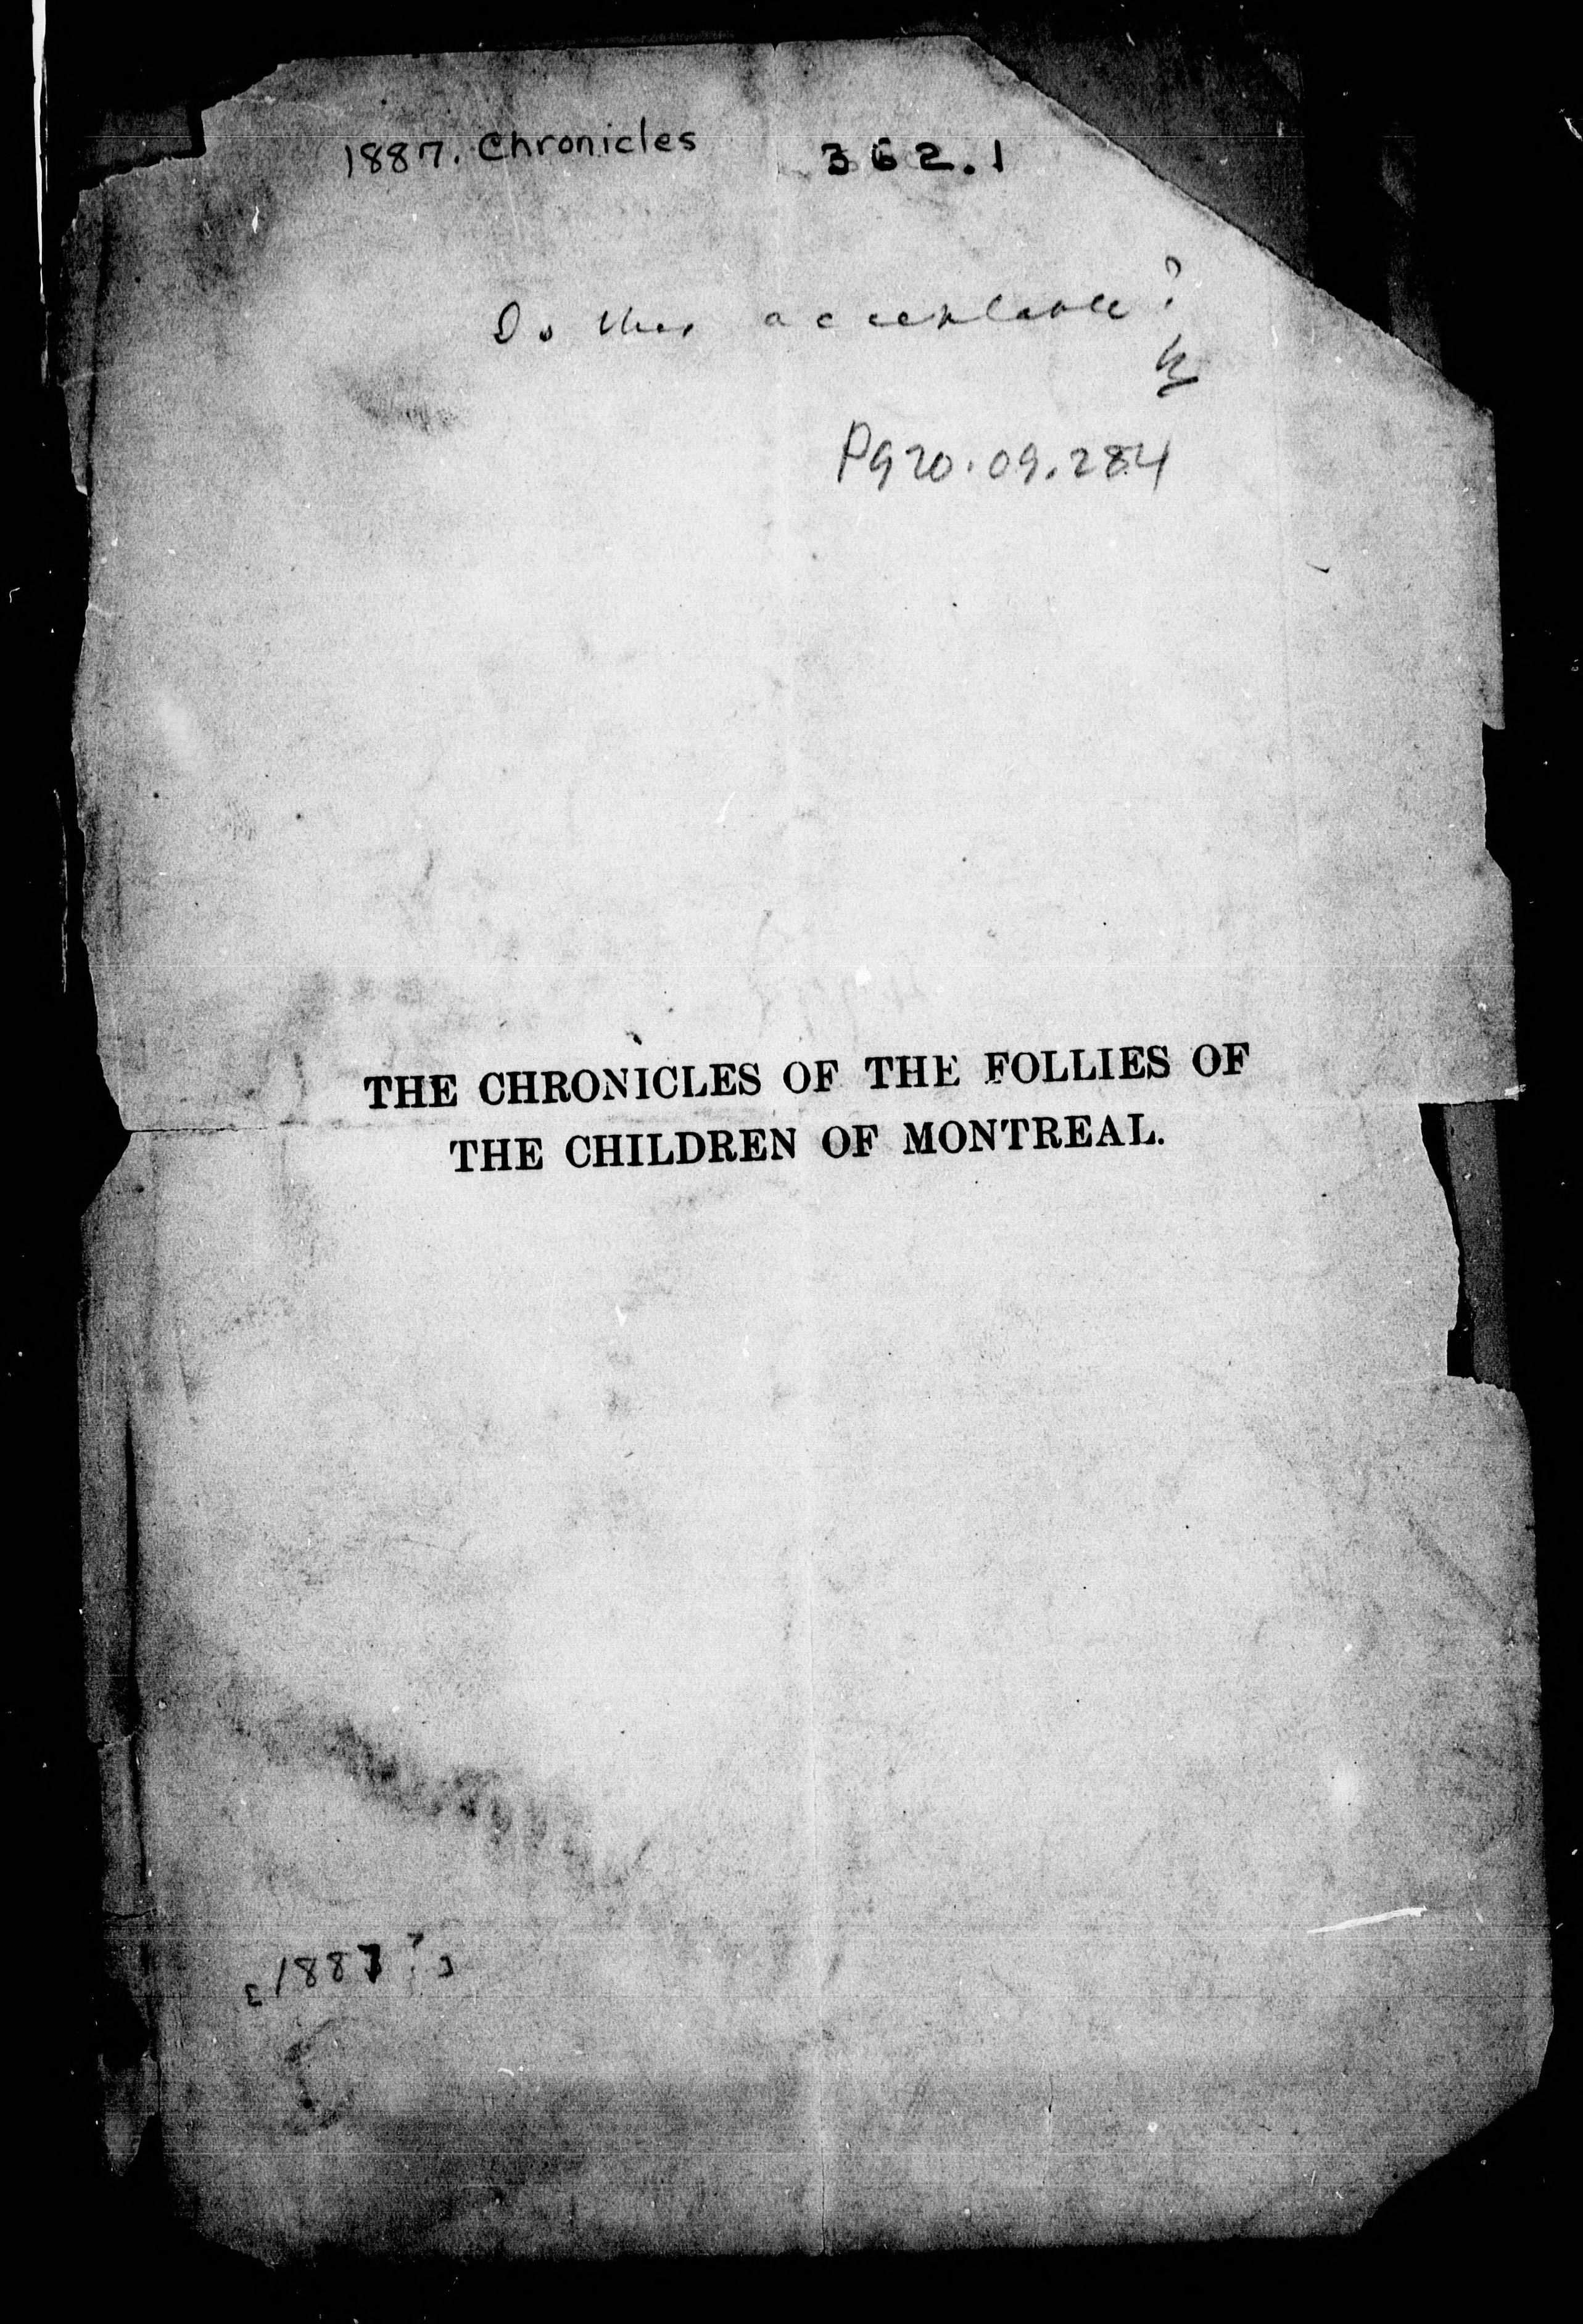 1887. Chronicles 362.1
Is this acceptable?
P920.09.284
THE CHRONICLES OF THE FOLLIES OF
THE CHILDREN OF MONTREAL.
[1887?]